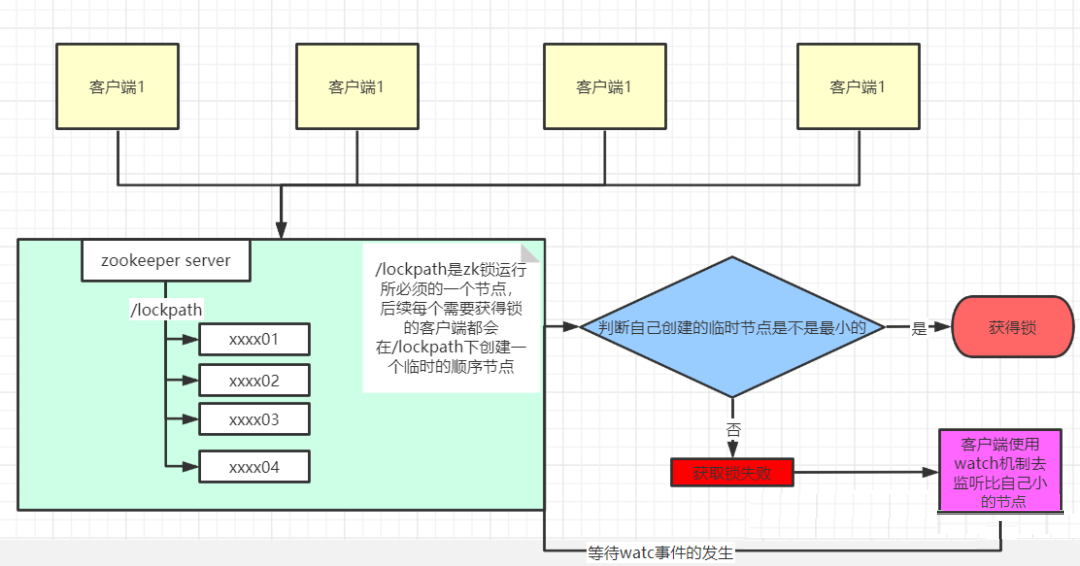 客户端1
客户端1
客户端1
客户端1
zookeeper server
/lockpath
xxxx01
xxxx02
xxxx03
xxxx04
/lockpath是zk锁运行
所必须的一个节点，
后续每个需要获得锁
的客户端都会
在/lockpath下创建一
个临时的顺序节点
判断自己创建的临时节点是不是最小的
是
获得锁
否
获取锁失败
客户端使用
watch机制去
监听比自己小
的节点
等待watc事件的发生